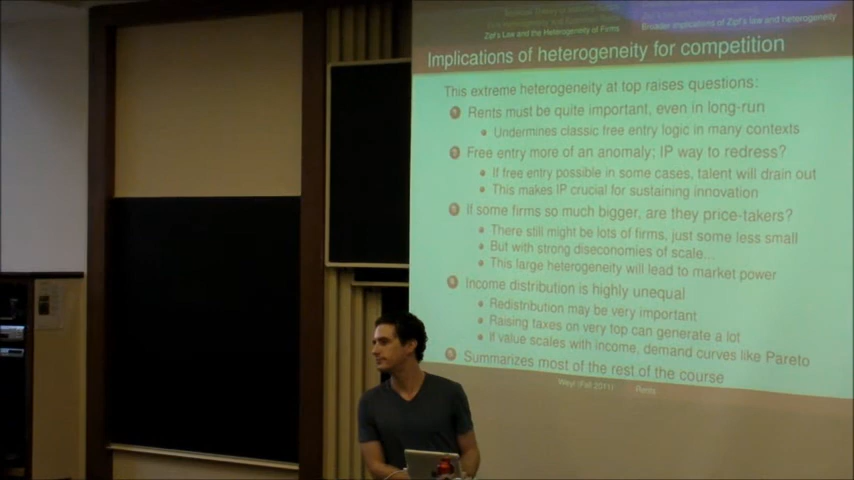 Zipf's Law and the Heterogeneity of Firms
Broader implications of Zipf's law and heterogeneity
Implications of heterogeneity for competition
This extreme heterogeneity at top raises questions:
Rents must be quite important, even in long-run
Undermines classic free entry logic in many contexts
Free entry more of an anomaly; IP way to redress?
If free entry possible in some cases, talent will drain out
This makes IP crucial for sustaining innovation
If some firms so much bigger, are they price-takers?
There still might be lots of firms, just some less small
But with strong diseconomies of scale...
This large heterogeneity will lead to market power
Income distribution is highly unequal
Redistribution may be very important
Raising taxes on very top can generate a lot
If value scales with income, demand curves like Pareto
Summarizes most of the rest of the course
Weyl (Fall 2011) Rents